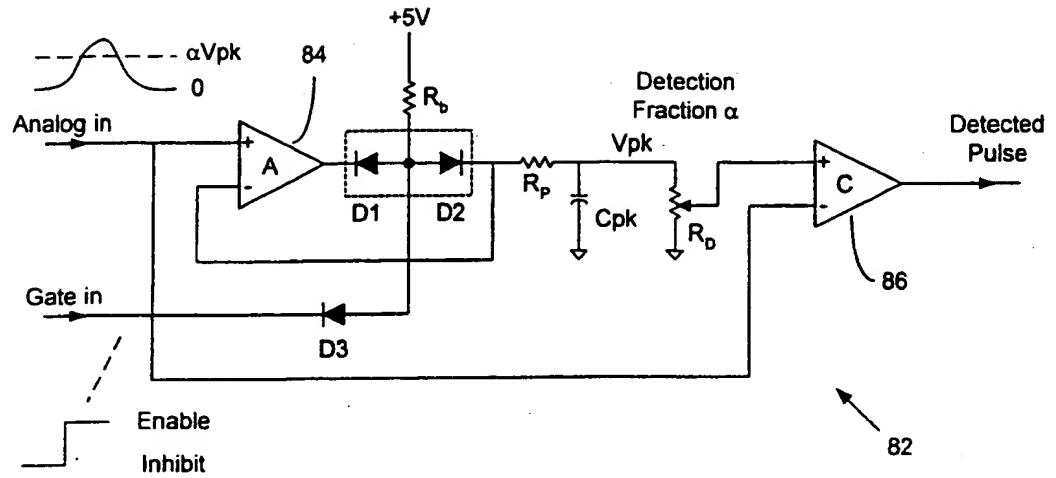 +5V
αVpk
84
0
R_b
Detection
Fraction α
Analog in
Detected
Pulse
Vpk
+
A
-
+
C
-
D1
D2
R_P
Cpk
R_D
86
Gate in
D3
Enable
Inhibit
82